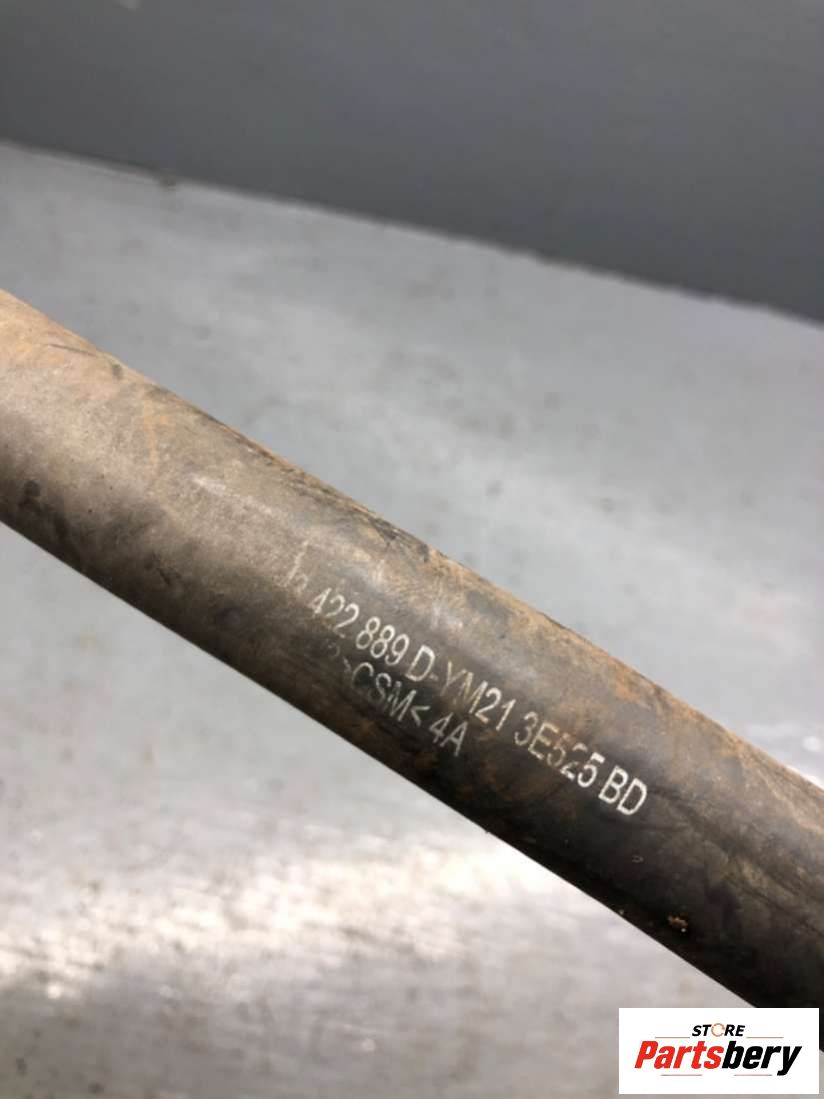 422 889 D-YM21 3E525 BD
>CSM< 4A
STORE
Partsbery